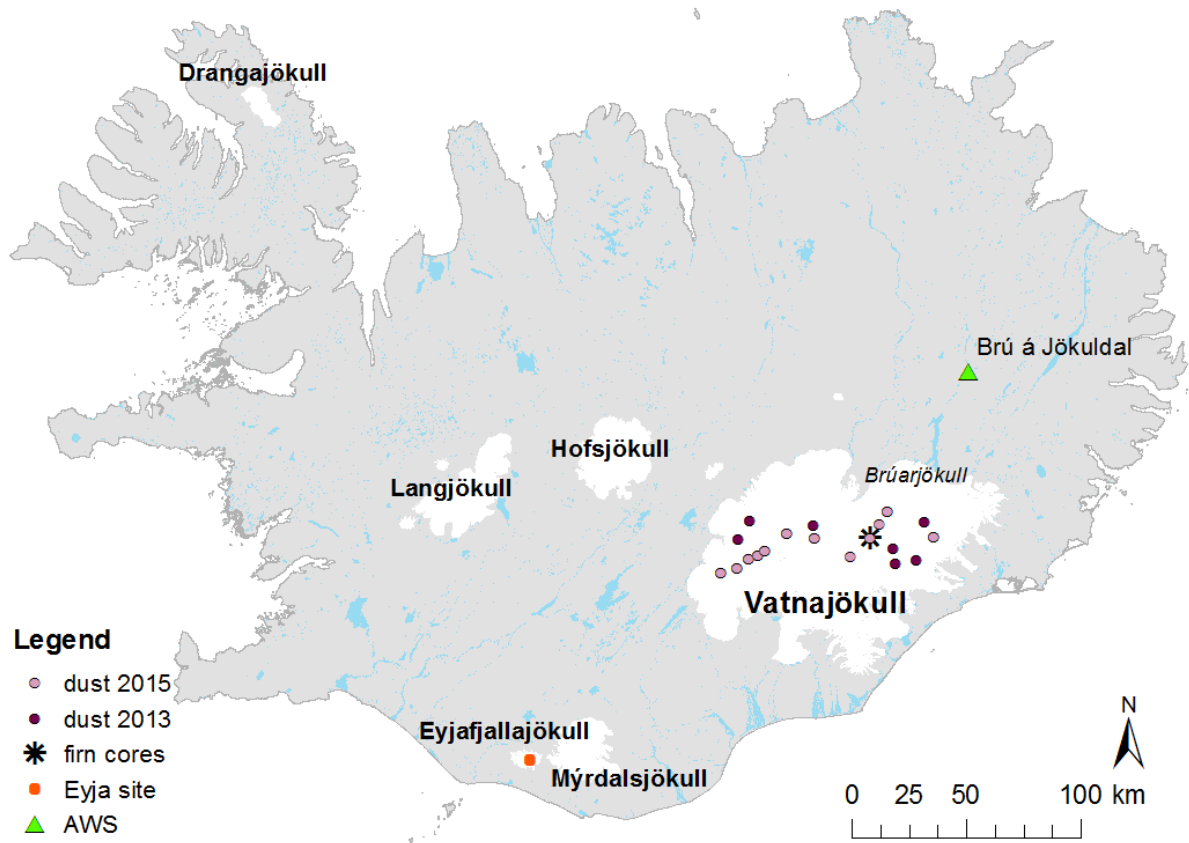 Drangajökull
Brú á Jökuldal
Hofsjökull
Langjökull
Brúarjökull
Vatnajökull
Legend
dust 2015
dust 2013
firn cores
Eyja site
AWS
Eyjafjallajökull
Mýrdalsjökull
N
0 25 50 100 km